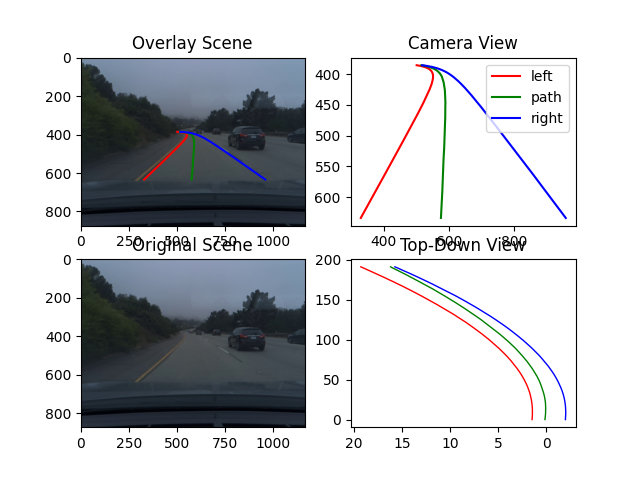 Overlay Scene
0
200
400
600
800
0 250 500 750 1000
Camera View
400
450
500
550
600
400 600 800
left
path
right
Original Scene
0
200
400
600
800
0 250 500 750 1000
Top-Down View
200
150
100
50
0
20 15 10 5 0